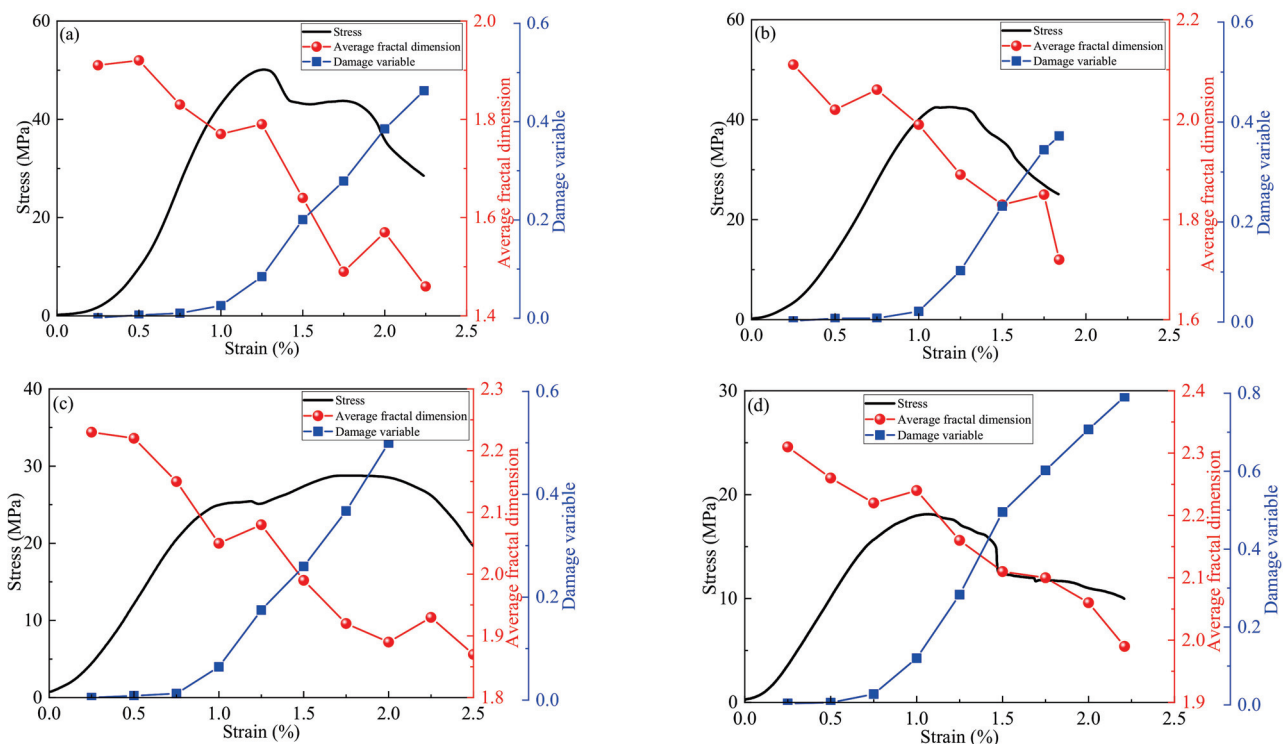 (a)
Stress
Average fractal dimension
Damage variable
60
40
20
0
Stress (MPa)
0.0 0.5 1.0 1.5 2.0 2.5
Strain (%)
2.0
1.8
1.6
1.4
Average fractal dimension
0.6
0.4
0.2
0.0
Damage variable
(b)
Stress
Average fractal dimension
Damage variable
60
40
20
0
Stress (MPa)
0.0 0.5 1.0 1.5 2.0 2.5
Strain (%)
2.2
2.0
1.8
1.6
Average fractal dimension
0.6
0.4
0.2
0.0
Damage variable
(c)
Stress
Average fractal dimension
Damage variable
40
30
20
10
0
Stress (MPa)
0.0 0.5 1.0 1.5 2.0 2.5
Strain (%)
2.3
2.2
2.1
2.0
1.9
1.8
Average fractal dimension
0.6
0.4
0.2
0.0
Damage variable
(d)
Stress
Average fractal dimension
Damage variable
30
20
10
0
Stress (MPa)
0.0 0.5 1.0 1.5 2.0 2.5
Strain (%)
2.4
2.3
2.2
2.1
2.0
1.9
Average fractal dimension
0.8
0.6
0.4
0.2
0.0
Damage variable